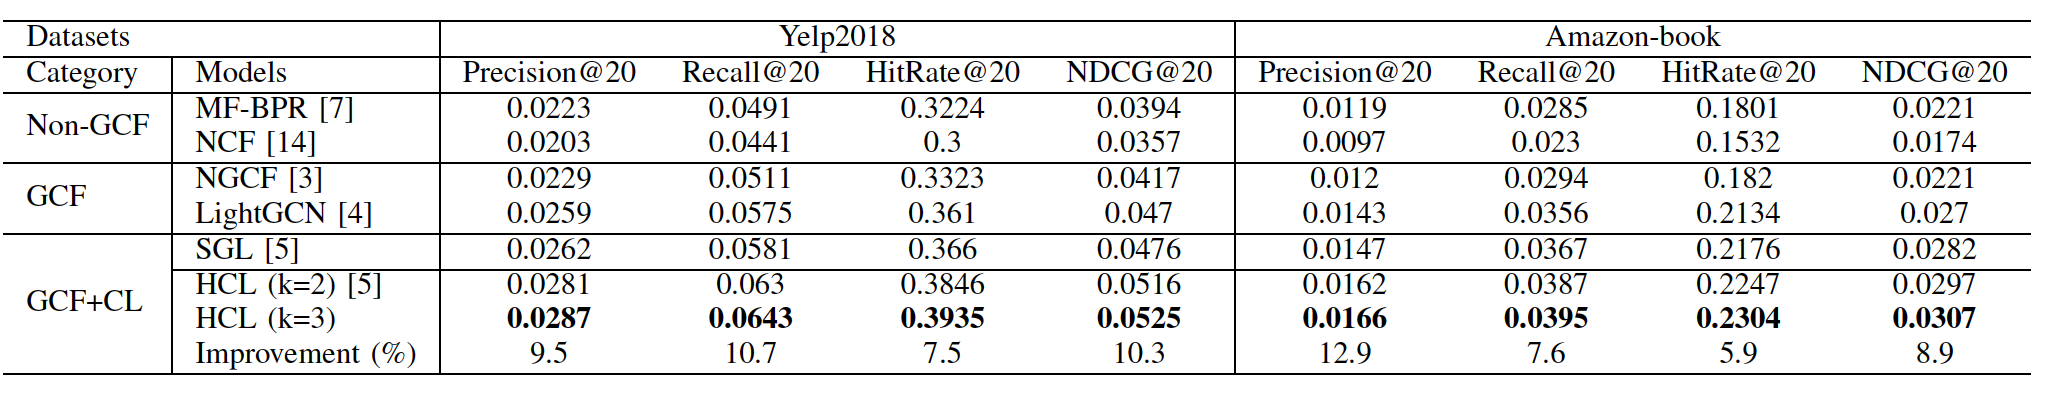 Datasets Yelp2018 Amazon-book
Category Models Precision@20 Recall@20 HitRate@20 NDCG@20 Precision@20 Recall@20 HitRate@20 NDCG@20
Non-GCF MF-BPR [7] 0.0223 0.0491 0.3224 0.0394 0.0119 0.0285 0.1801 0.0221
NCF [14] 0.0203 0.0441 0.3 0.0357 0.0097 0.023 0.1532 0.0174
GCF NGCF [3] 0.0229 0.0511 0.3323 0.0417 0.012 0.0294 0.182 0.0221
LightGCN [4] 0.0259 0.0575 0.361 0.047 0.0143 0.0356 0.2134 0.027
GCF+CL SGL [5] 0.0262 0.0581 0.366 0.0476 0.0147 0.0367 0.2176 0.0282
HCL (k=2) [5] 0.0281 0.063 0.3846 0.0516 0.0162 0.0387 0.2247 0.0297
HCL (k=3) 0.0287 0.0643 0.3935 0.0525 0.0166 0.0395 0.2304 0.0307
Improvement (%) 9.5 10.7 7.5 10.3 12.9 7.6 5.9 8.9